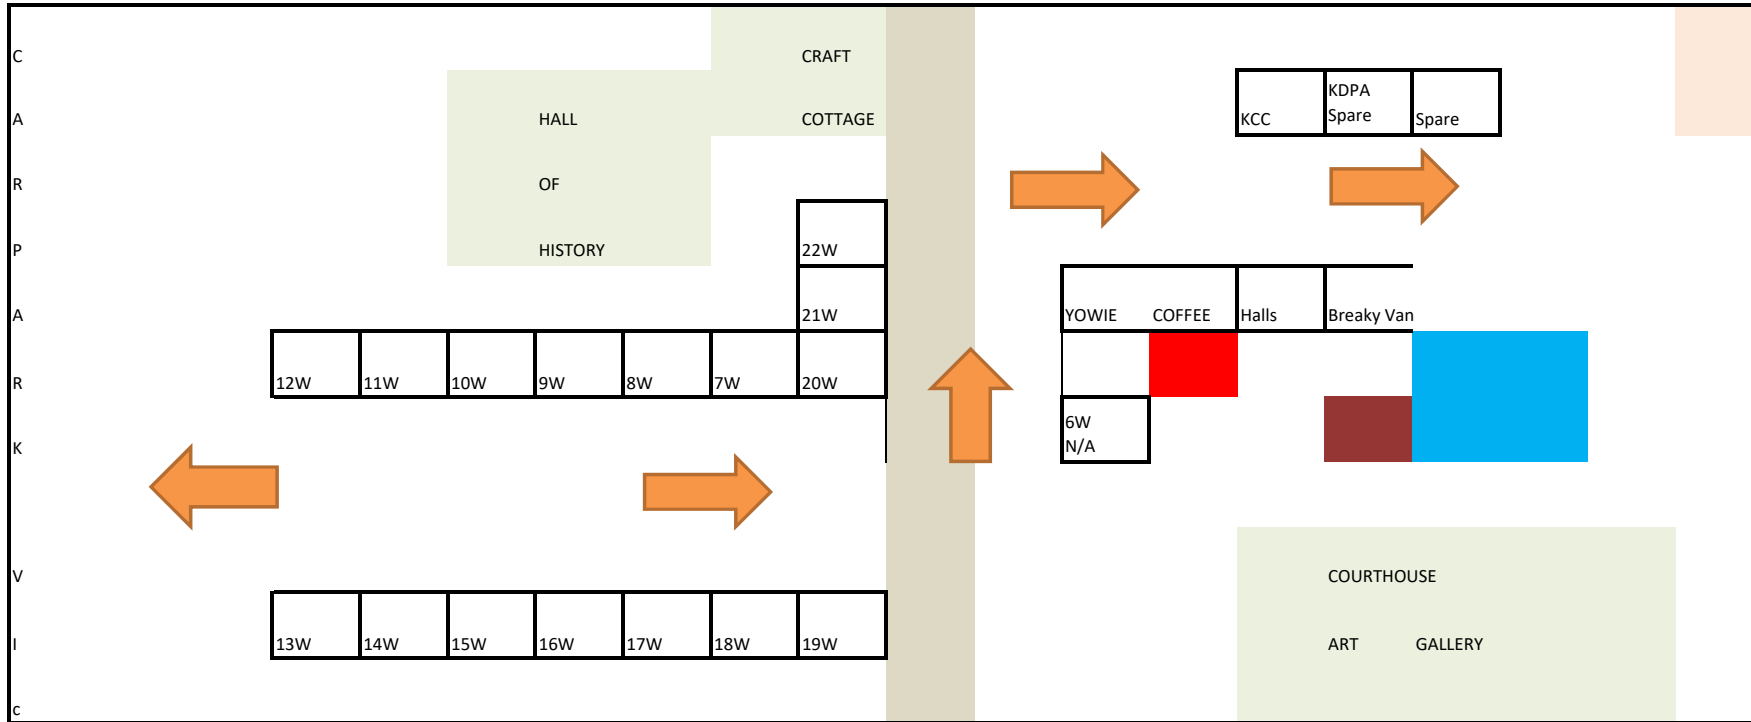 C CRAFT
KDPA
A HALL COTTAGE KCC Spare Spare
R OF
P HISTORY 22W
A 21W YOWIE COFFEE Halls Breaky Van
R 12W 11W 10W 9W 8W 7W 20W
6W
K N/A
V COURTHOUSE
I 13W 14W 15W 16W 17W 18W 19W ART GALLERY
c